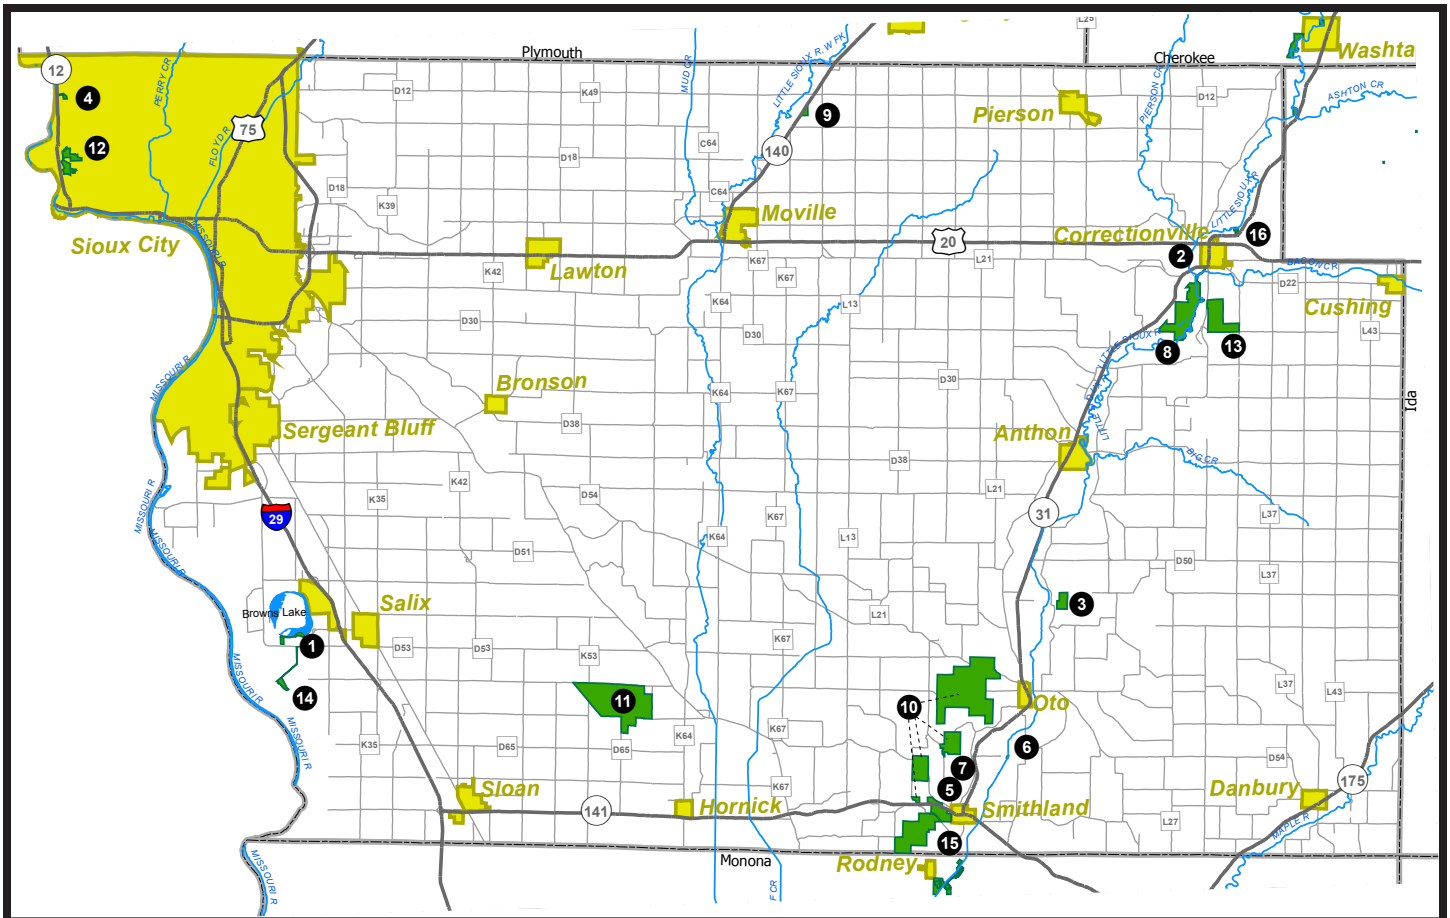 L25
Washta
Plymouth
Cherokee
12
4
PERRY CR
FLOYD R
75
D12
K49
MUD CR
LITTLE SIOUX R, W FK
9
Pierson
PIERSON CR
D12
ASHTON CR
12
D18
C64
140
D18
K39
C64
Moville
LITTLE SIOUX R
Sioux City
MISSOURI R
Lawton
K42
K67
K67
20
L21
Correctionville
2
16
BACON CR
D22
Cushing
L43
D30
K64
D30
L13
LITTLE SIOUX R
8
13
MISSOURI R
Bronson
K64
K67
D30
Ida
D38
Sergeant Bluff
D38
Anthon
LITTLE
BIG CR
K42
K35
D54
L21
MISSOURI R
29
K67
31
L37
MISSOURI R
D51
K64
L13
D50
L37
Browns Lake
Salix
L21
3
1
D53
D53
K53
K67
MISSOURI R
14
11
10
Oto
L37
L43
MISSOURI R
K35
D65
D65
K64
K67
6
7
D54
175
5
K67
Sloan
141
Hornick
Smithland
Danbury
L27
MAPLE R
15
Monona
Rodney
MISSOURI R
F CR